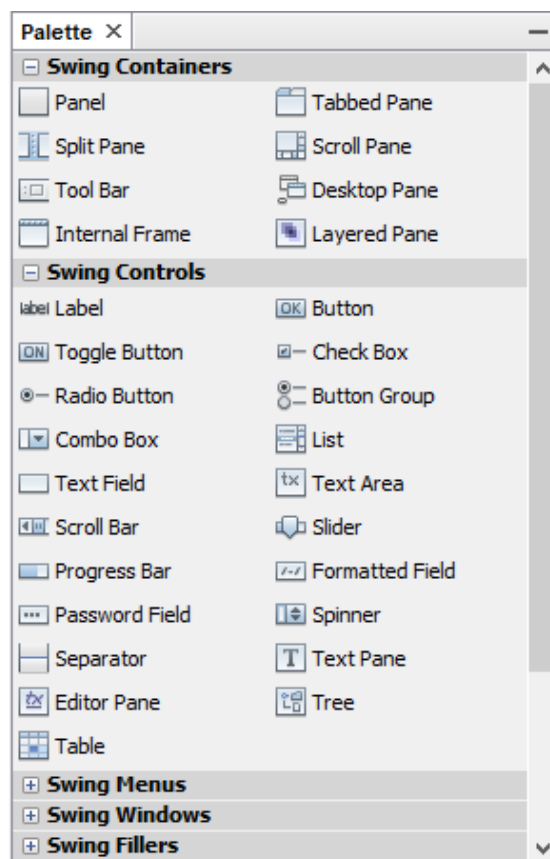 Palette
Swing Containers
Panel Tabbed Pane
Split Pane Scroll Pane
Tool Bar Desktop Pane
Internal Frame Layered Pane
Swing Controls
label Label OK Button
ON Toggle Button Check Box
Radio Button Button Group
Combo Box List
Text Field tx Text Area
Scroll Bar Slider
Progress Bar Formatted Field
Password Field Spinner
Separator T Text Pane
tx Editor Pane Tree
Table
Swing Menus
Swing Windows
Swing Fillers